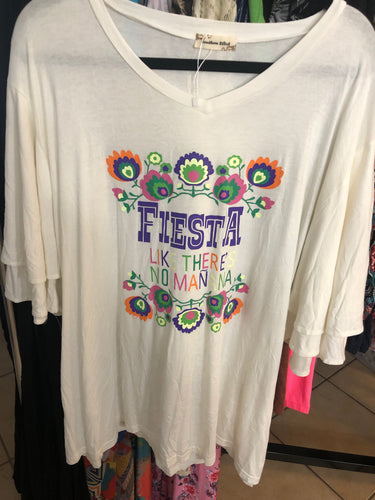 FIESTA
LIKE THERE'S
NO MAÑANA